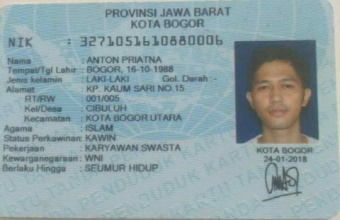 PROVINSI JAWA BARAT
KOTA BOGOR
NIK : 3271051610880006
Nama : ANTON PRIATNA
Tempat/Tgl Lahir : BOGOR, 16-10-1988
Jenis kelamin : LAKI-LAKI Gol. Darah :-
Alamat : KP. KAUM SARI NO.15
RT/RW : 001/005
Kel/Desa : CIBULUH
Kecamatan : KOTA BOGOR UTARA
Agama : ISLAM
Status Perkawinan: KAWIN
Pekerjaan : KARYAWAN SWASTA
Kewarganegaraan: WNI
Berlaku Hingga : SEUMUR HIDUP
KOTA BOGOR
24-01-2018